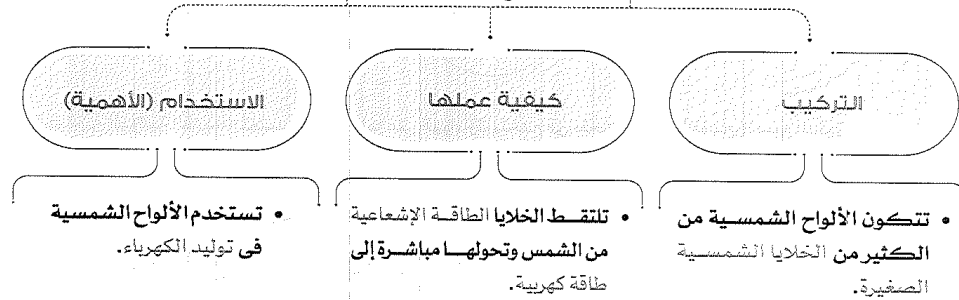 التركيب
كيفية عملها
الاستخدام (الأهمية)
• تتكون الألواح الشمسية من
الكثير من الخلايا الشمسية
الصغيرة.
• تلتقط الخلايا الطاقة الإشعاعية
من الشمس وتحولها مباشرة إلى
طاقة كهربية.
• تستخدم الألواح الشمسية
فى توليد الكهرباء.